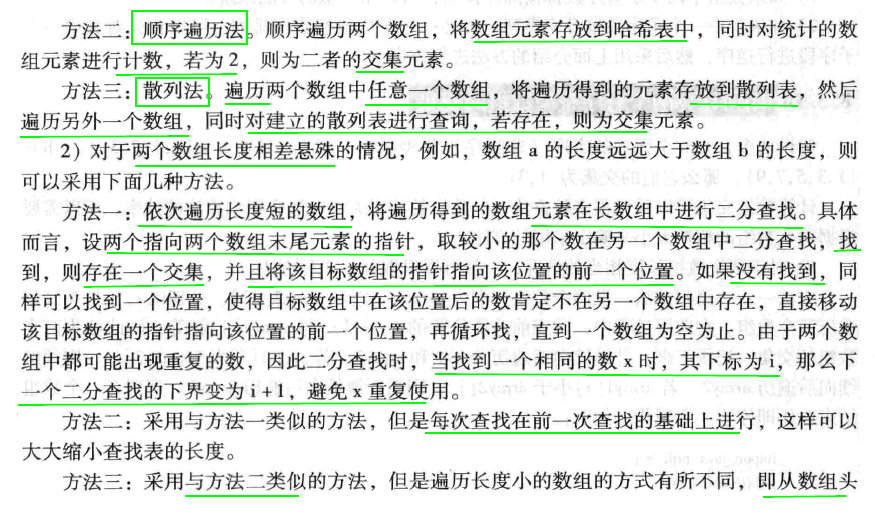 方法二：顺序遍历法。顺序遍历两个数组，将数组元素存放到哈希表中，同时对统计的数
组元素进行计数，若为2，则为二者的交集元素。
方法三：散列法。遍历两个数组中任意一个数组，将遍历得到的元素存放到散列表，然后
遍历另外一个数组，同时对建立的散列表进行查询，若存在，则为交集元素。
2）对于两个数组长度相差悬殊的情况，例如，数组 a 的长度远远大于数组 b 的长度，则
可以采用下面几种方法。
方法一：依次遍历长度短的数组，将遍历得到的数组元素在长数组中进行二分查找。具体
而言，设两个指向两个数组末尾元素的指针，取较小的那个数在另一个数组中二分查找，找
到，则存在一个交集，并且将该目标数组的指针指向该位置的前一个位置。如果没有找到，同
样可以找到一个位置，使得目标数组中在该位置后的数肯定不在另一个数组中存在，直接移动
该目标数组的指针指向该位置的前一个位置，再循环找，直到一个数组为空为止。由于两个数
组中都可能出现重复的数，因此二分查找时，当找到一个相同的数 x 时，其下标为 i，那么下
一个二分查找的下界变为 i+1，避免 x 重复使用。
方法二：采用与方法一类似的方法，但是每次查找在前一次查找的基础上进行，这样可以
大大缩小查找表的长度。
方法三：采用与方法二类似的方法，但是遍历长度小的数组的方式有所不同，即从数组头